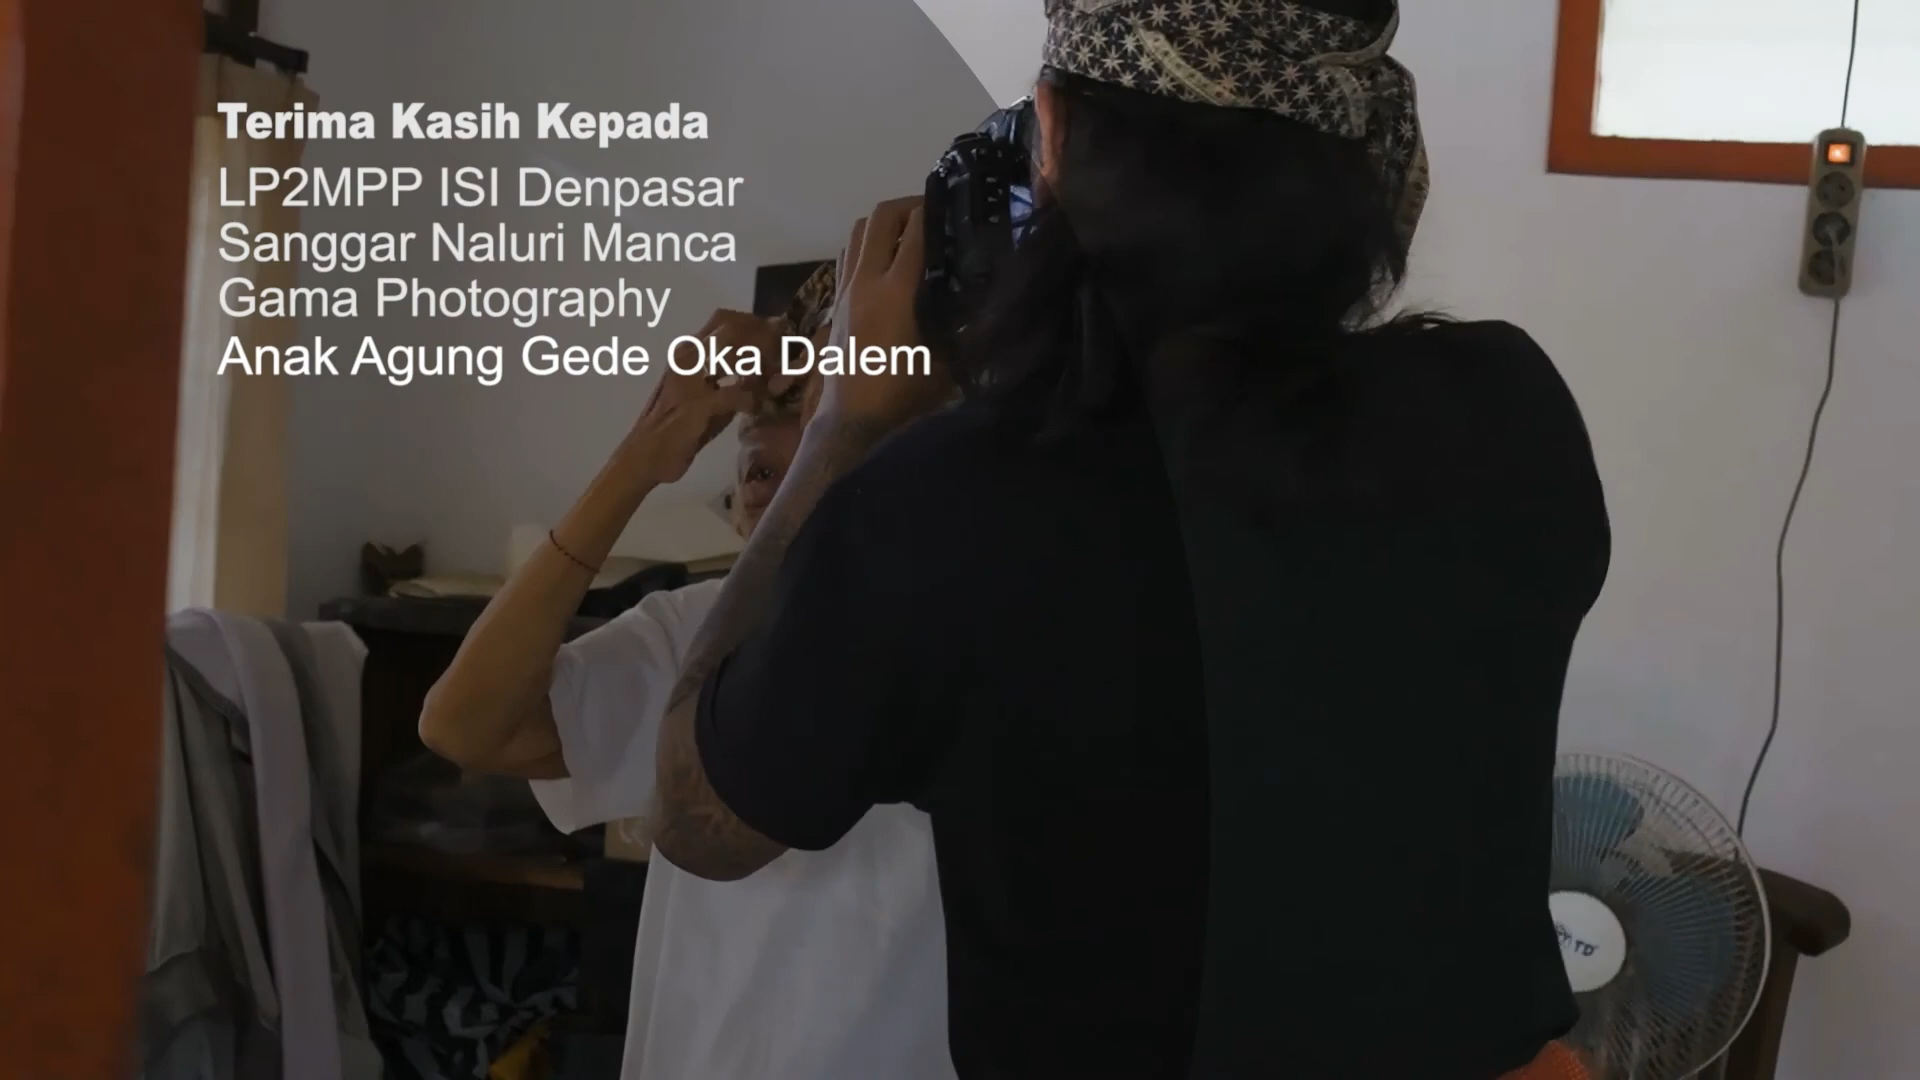 Terima Kasih Kepada
LP2MPP ISI Denpasar
Sanggar Naluri Manca
Gama Photography
Anak Agung Gede Oka Dalem